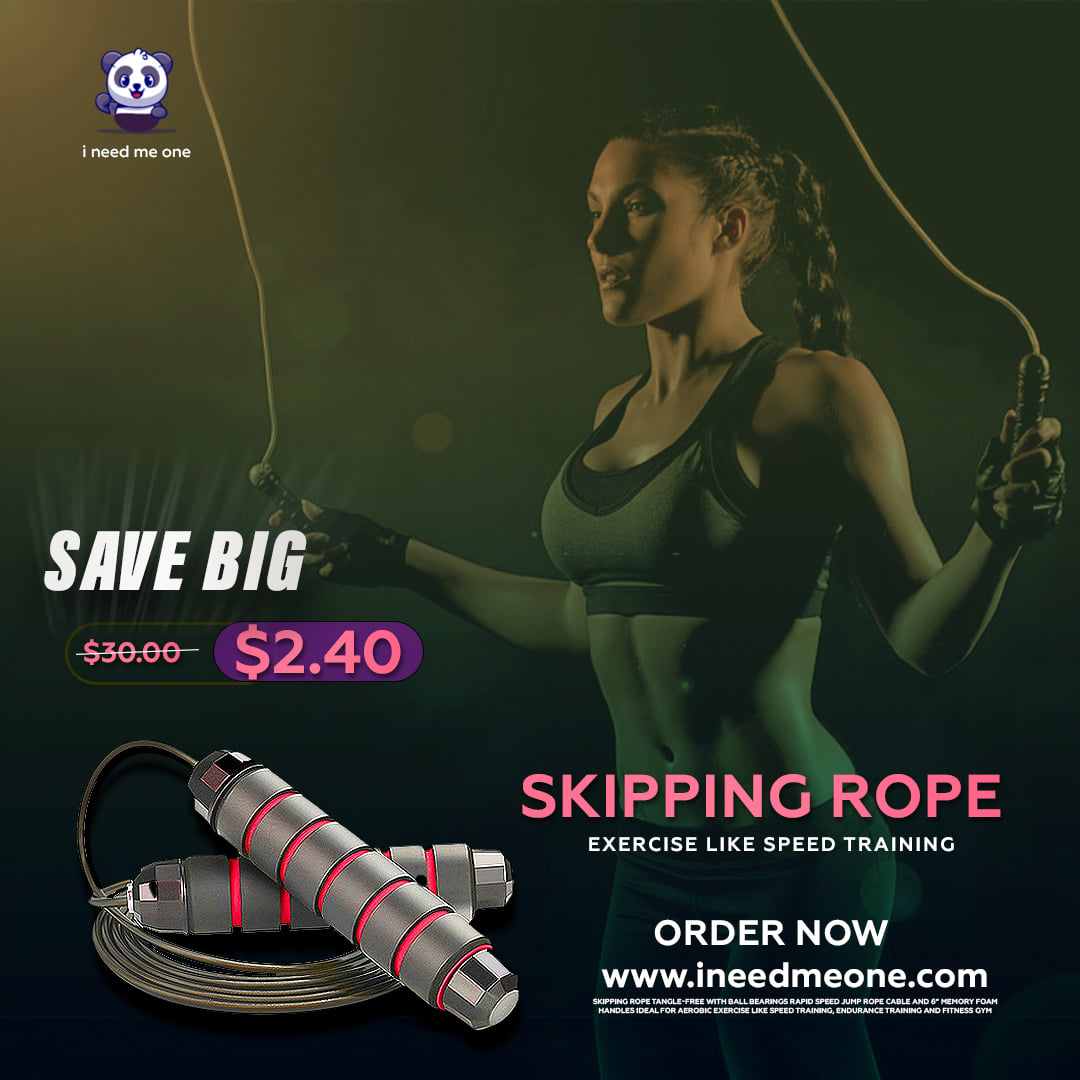 i need me one
SAVE BIG
$30.00
$2.40
SKIPPING ROPE
EXERCISE LIKE SPEED TRAINING
ORDER NOW
www.ineedmeone.com
SKIPPING ROPE TANGLE-FREE WITH BALL BEARINGS RAPID SPEED JUMP ROPE CABLE AND 6" MEMORY FOAM
HANDLES IDEAL FOR AEROBIC EXERCISE LIKE SPEED TRAINING, ENDURANCE TRAINING AND FITNESS GYM